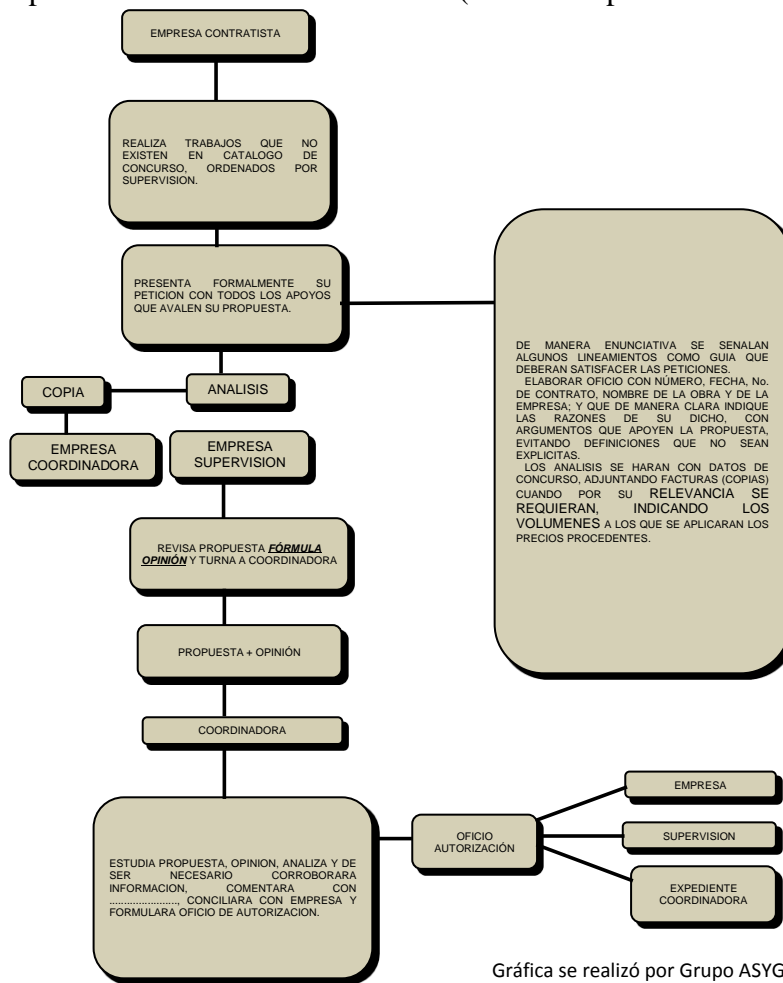 EMPRESA CONTRATISTA
REALIZA TRABAJOS QUE NO
EXISTEN EN CATALOGO DE
CONCURSO, ORDENADOS POR
SUPERVISION.
PRESENTA FORMALMENTE SU
PETICION CON TODOS LOS APOYOS
QUE AVALEN SU PROPUESTA.
DE MANERA ENUNCIATIVA SE SENALAN
ALGUNOS LINEAMIENTOS COMO GUIA QUE
DEBERAN SATISFACER LAS PETICIONES.
ELABORAR OFICIO CON NÚMERO, FECHA, No.
DE CONTRATO, NOMBRE DE LA OBRA Y DE LA
EMPRESA; Y QUE DE MANERA CLARA INDIQUE
LAS RAZONES DE SU DICHO, CON
ARGUMENTOS QUE APOYEN LA PROPUESTA,
EVITANDO DEFINICIONES QUE NO SEAN
EXPLICITAS.
LOS ANALISIS SE HARAN CON DATOS DE
CONCURSO, ADJUNTANDO FACTURAS (COPIAS)
CUANDO POR SU RELEVANCIA SE
REQUIERAN, INDICANDO LOS
VOLUMENES A LOS QUE SE APLICARAN LOS
PRECIOS PROCEDENTES.
COPIA
ANALISIS
EMPRESA
COORDINADORA
EMPRESA
SUPERVISION
REVISA PROPUESTA FÓRMULA
OPINIÓN Y TURNA A COORDINADORA
PROPUESTA + OPINIÓN
COORDINADORA
ESTUDIA PROPUESTA, OPINION, ANALIZA Y DE
SER NECESARIO CORROBORARA
INFORMACION, COMENTARA CON
......................., CONCILIARA CON EMPRESA Y
FORMULARA OFICIO DE AUTORIZACION.
OFICIO
AUTORIZACIÓN
EMPRESA
SUPERVISION
EXPEDIENTE
COORDINADORA
Gráfica se realizó por Grupo ASYG